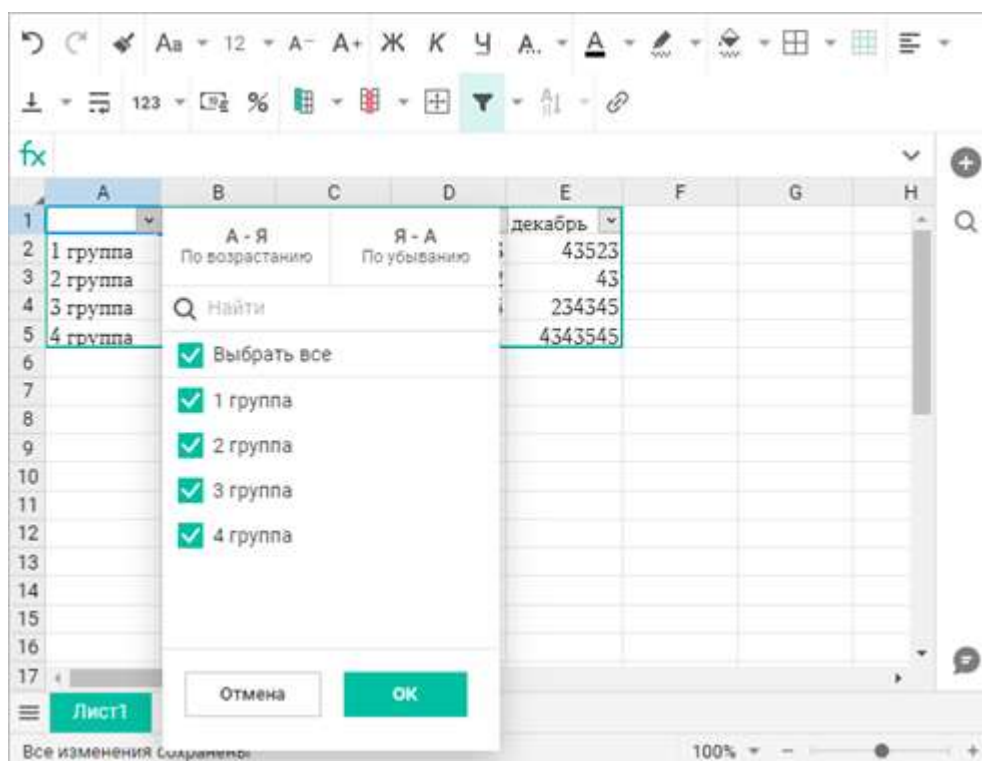 Aa 12 A− A+ Ж К Ч A.. A
123 %
fx
A B C D E F G H
1 декабрь
2 1 группа 43523
3 2 группа 43
4 3 группа 234345
5 4 группа 4343545
6
7
8
9
10
11
12
13
14
15
16
17
А - Я Я - А
По возрастанию По убыванию
Найти
Выбрать все
1 группа
2 группа
3 группа
4 группа
Отмена ОК
Лист1
Все изменения сохранены 100% − +